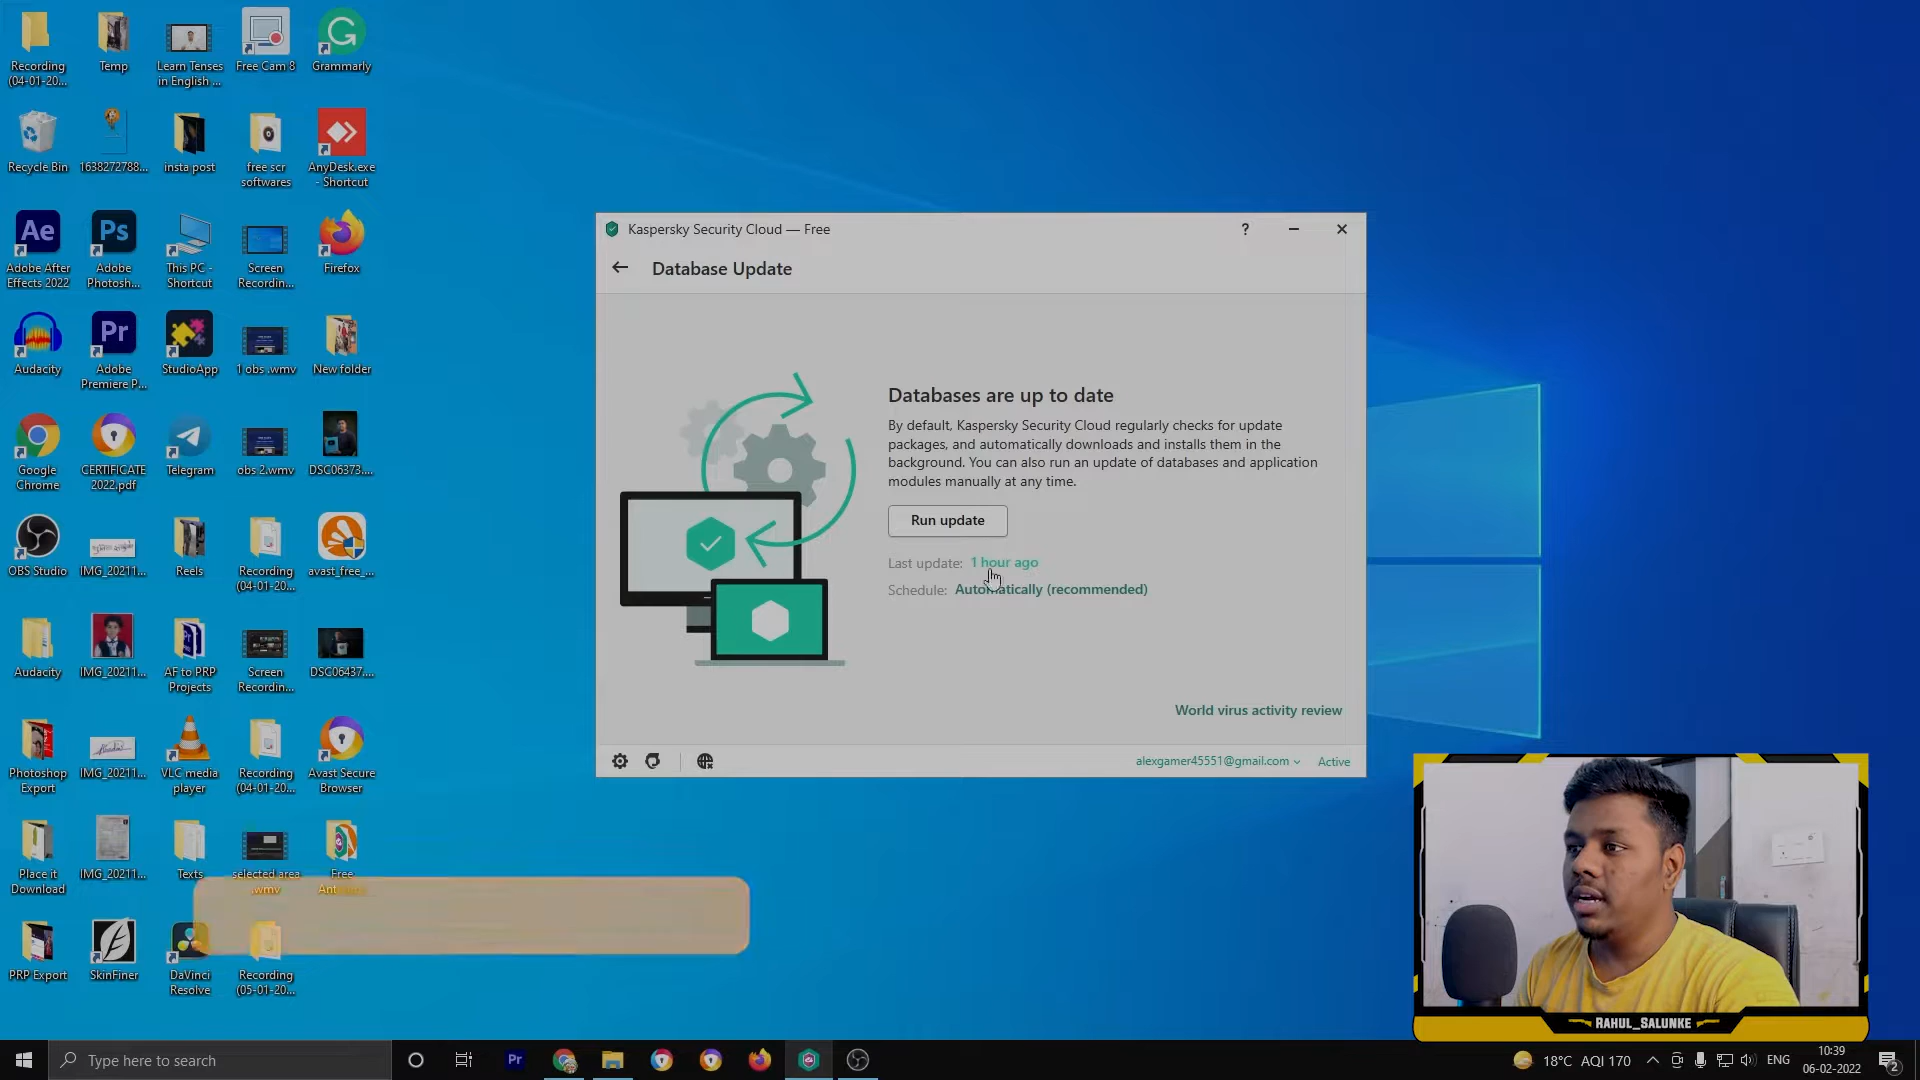 Recording
(04-01-20...
Temp
Learn Tenses
in English ...
Free Cam 8
Grammarly
Recycle Bin
1638272788...
insta post
free scr
softwares
AnyDesk.exe
- Shortcut
Ae
Adobe After
Effects 2022
Ps
Adobe
Photosh...
This PC -
Shortcut
Screen
Recordin...
Firefox
Audacity
Pr
Adobe
Premiere P...
StudioApp
1 obs .wmv
New folder
Google
Chrome
CERTIFICATE
2022.pdf
Telegram
obs 2.wmv
DSC06373....
OBS Studio
IMG_20211...
Reels
Recording
(04-01-20...
avast_free_...
Audacity
IMG_20211...
AF to PRP
Projects
Screen
Recordin...
DSC06437....
Photoshop
Export
IMG_20211...
VLC media
player
Recording
(04-01-20...
Avast Secure
Browser
Place it
Download
IMG_20211...
Texts
selected area
.wmv
Free
PRP Export
SkinFiner
DaVinci
Resolve
Recording
(05-01-20...
Kaspersky Security Cloud — Free
?
Database Update
Databases are up to date
By default, Kaspersky Security Cloud regularly checks for update
packages, and automatically downloads and installs them in the
background. You can also run an update of databases and application
modules manually at any time.
Run update
Last update: 1 hour ago
Schedule: Automatically (recommended)
World virus activity review
alexgamer45551@gmail.com
Active
RAHUL_SALUNKE
Type here to search
Pr
18°C AQI 170
ENG
10:39
06-02-2022
2